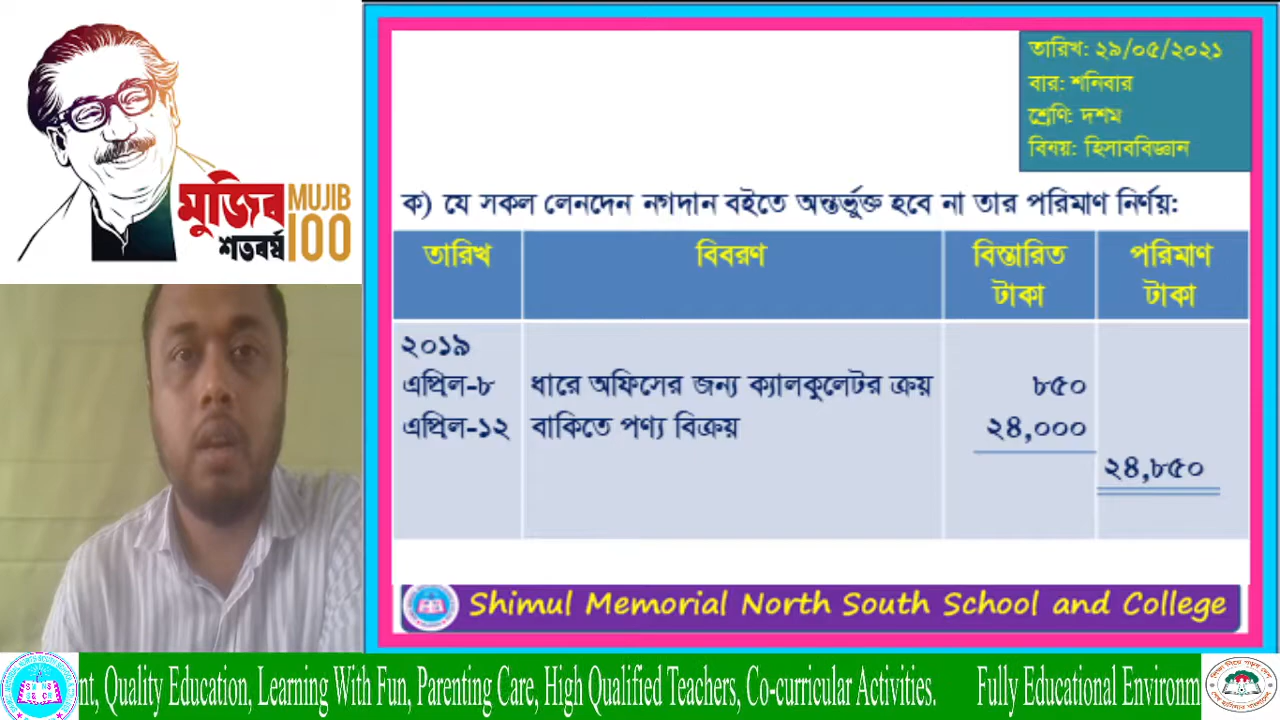 মুজিব
শতবর্ষ
MUJIB
100
তারিখ: ২৯/০৫/২০২১
বার: শনিবার
শ্রেণি: দশম
বিষয়: হিসাববিজ্ঞান
ক) যে সকল লেনদেন নগদান বইতে অন্তর্ভুক্ত হবে না তার পরিমাণ নির্ণয়:
তারিখ বিবরণ বিস্তারিত টাকা পরিমাণ টাকা
২০১৯
এপ্রিল-৮ ধারে অফিসের জন্য ক্যালকুলেটর ক্রয় ৮৫০
এপ্রিল-১২ বাকিতে পণ্য বিক্রয় ২৪,০০০
২৪,৮৫০
Shimul Memorial North South School and College
nt, Quality Education, Learning With Fun, Parenting Care, High Qualified Teachers, Co-curricular Activities. Fully Educational Environm